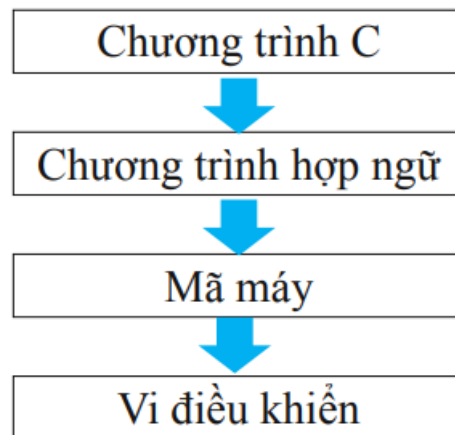 Chương trình C
Chương trình hợp ngữ
Mã máy
Vi điều khiển